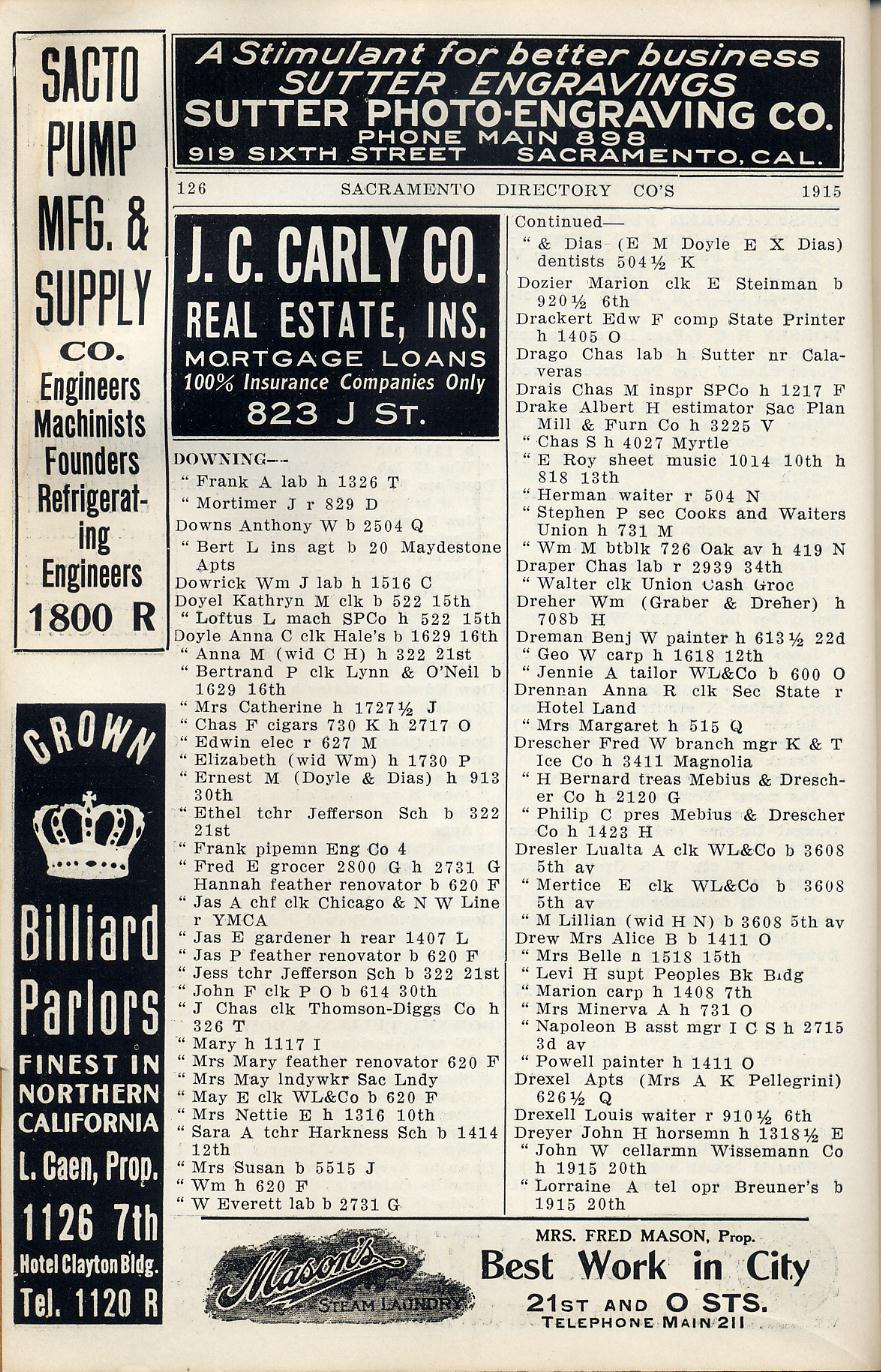 SACTO
PUMP
MFG. &
SUPPLY
CO.
Engineers
Machinists
Founders
Refrigerat-
ing
Engineers
1800 R
CROWN
Billiard
Parlors
FINEST IN
NORTHERN
CALIFORNIA
L. Caen, Prop.
1126 7th
Hotel Clayton Bldg.
Tel. 1120 R
A Stimulant for better business
SUTTER ENGRAVINGS
SUTTER PHOTO-ENGRAVING CO.
PHONE MAIN 898
919 SIXTH STREET SACRAMENTO, CAL.
126 SACRAMENTO DIRECTORY CO'S 1915
J. C. CARLY CO.
REAL ESTATE, INS.
MORTGAGE LOANS
100% Insurance Companies Only
823 J ST.
DOWNING—
" Frank A lab h 1326 T
" Mortimer J r 829 D
Downs Anthony W b 2504 Q
" Bert L ins agt b 20 Maydestone
Apts
Dowrick Wm J lab h 1516 C
Doyel Kathryn M clk b 522 15th
" Loftus L mach SPCo h 522 15th
Doyle Anna C clk Hale's b 1629 16th
" Anna M (wid C H) h 322 21st
" Bertrand P clk Lynn & O'Neil b
1629 16th
" Mrs Catherine h 1727½ J
" Chas F cigars 730 K h 2717 O
" Edwin elec r 627 M
" Elizabeth (wid Wm) h 1730 P
" Ernest M (Doyle & Dias) h 913
30th
" Ethel tchr Jefferson Sch b 322
21st
" Frank pipemn Eng Co 4
" Fred E grocer 2800 G h 2731 G
Hannah feather renovator b 620 F
" Jas A chf clk Chicago & N W Line
r YMCA
" Jas E gardener h rear 1407 L
" Jas P feather renovator b 620 F
" Jess tchr Jefferson Sch b 322 21st
" John F clk P O b 614 30th
" J Chas clk Thomson-Diggs Co h
326 T
" Mary h 1117 I
" Mrs Mary feather renovator 620 F
" Mrs May lndywkr Sac Lndy
" May E clk WL&Co b 620 F
" Mrs Nettie E h 1316 10th
" Sara A tchr Harkness Sch b 1414
12th
" Mrs Susan b 5515 J
" Wm h 620 F
" W Everett lab b 2731 G
Continued—
" & Dias (E M Doyle E X Dias)
dentists 504½ K
Dozier Marion clk E Steinman b
920½ 6th
Drackert Edw F comp State Printer
h 1405 O
Drago Chas lab h Sutter nr Cala-
veras
Drais Chas M inspr SPCo h 1217 F
Drake Albert H estimator Sac Plan
Mill & Furn Co h 3225 V
" Chas S h 4027 Myrtle
" E Roy sheet music 1014 10th h
818 13th
" Herman waiter r 504 N
" Stephen P sec Cooks and Waiters
Union h 731 M
" Wm M btblk 726 Oak av h 419 N
Draper Chas lab r 2939 34th
" Walter clk Union Cash Groc
Dreher Wm (Graber & Dreher) h
708b H
Dreman Benj W painter h 613½ 22d
" Geo W carp h 1618 12th
" Jennie A tailor WL&Co b 600 O
Drennan Anna R clk Sec State r
Hotel Land
" Mrs Margaret h 515 Q
Drescher Fred W branch mgr K & T
Ice Co h 3411 Magnolia
" H Bernard treas Mebius & Dresch-
er Co h 2120 G
" Philip C pres Mebius & Drescher
Co h 1423 H
Dresler Lualta A clk WL&Co b 3608
5th av
" Mertice E clk WL&Co b 3608
5th av
" M Lillian (wid H N) b 3608 5th av
Drew Mrs Alice B b 1411 O
" Mrs Belle n 1518 15th
" Levi H supt Peoples Bk Bldg
" Marion carp h 1408 7th
" Mrs Minerva A h 731 O
" Napoleon B asst mgr I C S h 2715
3d av
" Powell painter h 1411 O
Drexel Apts (Mrs A K Pellegrini)
626½ Q
Drexell Louis waiter r 910½ 6th
Dreyer John H horsemn h 1318½ E
" John W cellarmn Wissemann Co
h 1915 20th
" Lorraine A tel opr Breuner's b
1915 20th
Mason's
STEAM LAUNDRY
MRS. FRED MASON, Prop.
Best Work in City
21ST AND O STS.
TELEPHONE MAIN 211